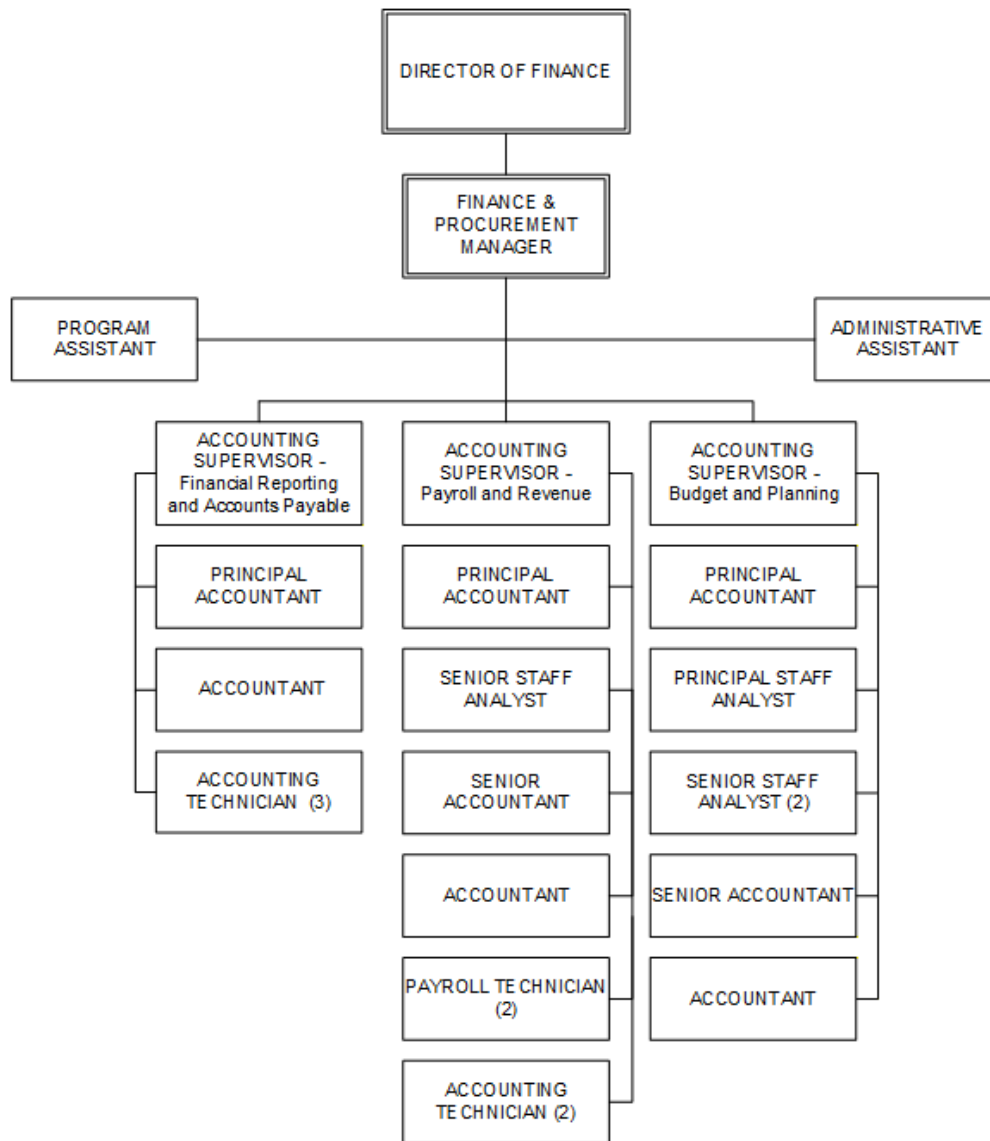 DIRECTOR OF FINANCE
FINANCE &
PROCUREMENT
MANAGER
PROGRAM
ASSISTANT
ADMINISTRATIVE
ASSISTANT
ACCOUNTING
SUPERVISOR -
Financial Reporting
and Accounts Payable
PRINCIPAL
ACCOUNTANT
ACCOUNTANT
ACCOUNTING
TECHNICIAN (3)
ACCOUNTING
SUPERVISOR -
Payroll and Revenue
PRINCIPAL
ACCOUNTANT
SENIOR STAFF
ANALYST
SENIOR
ACCOUNTANT
ACCOUNTANT
PAYROLL TECHNICIAN
(2)
ACCOUNTING
TECHNICIAN (2)
ACCOUNTING
SUPERVISOR -
Budget and Planning
PRINCIPAL
ACCOUNTANT
PRINCIPAL STAFF
ANALYST
SENIOR STAFF
ANALYST (2)
SENIOR ACCOUNTANT
ACCOUNTANT